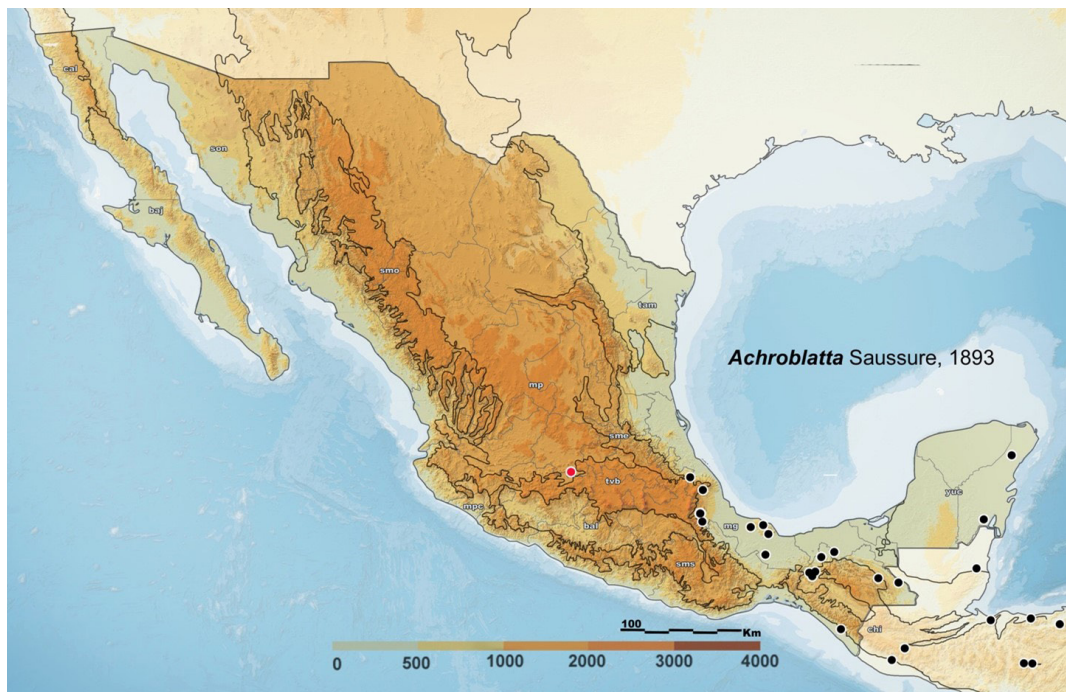 cal
son
baj
smo
tam
Achroblatta Saussure, 1893
mp
sme
tvb
yuc
mpc
bal
mg
sms
chi
100
Km
0 500 1000 2000 3000 4000